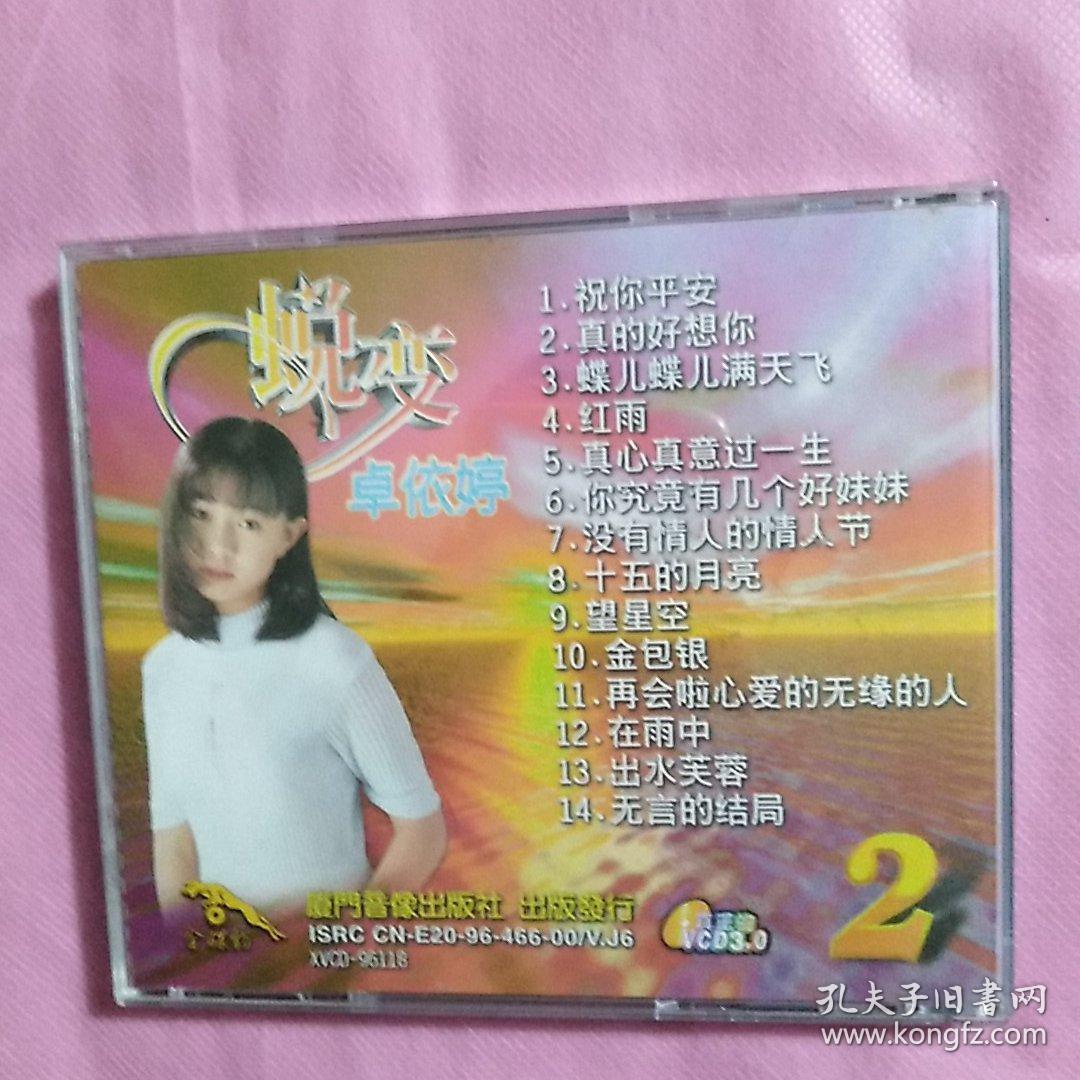 蜕变
卓依婷
1.祝你平安
2.真的好想你
3.蝶儿蝶儿满天飞
4.红雨
5.真心真意过一生
6.你究竟有几个好妹妹
7.没有情人的情人节
8.十五的月亮
9.望星空
10.金包银
11.再会啦心爱的无缘的人
12.在雨中
13.出水芙蓉
14.无言的结局
2
廈門音像出版社 出版發行
ISRC CN-E20-96-466-00/V.J6
XVCD-96118
VCD3.0
孔夫子旧書网
www.kongfz.com